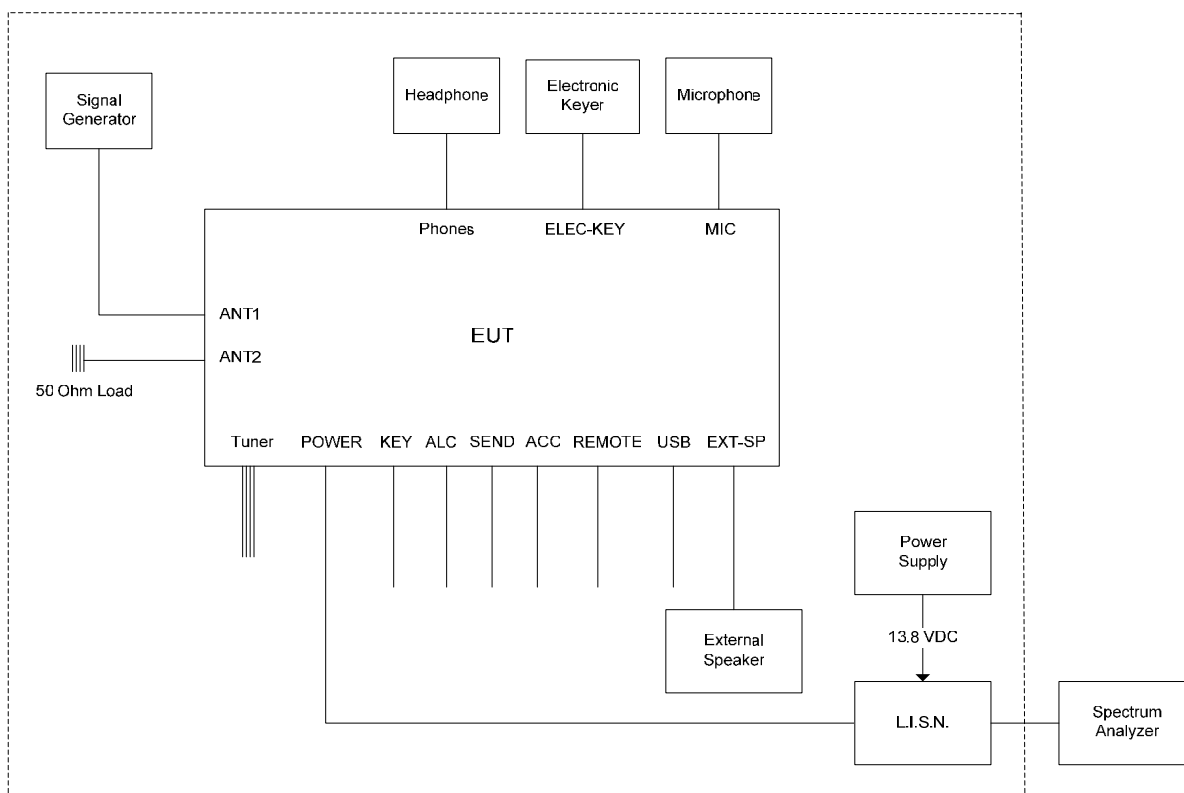 Signal
Generator
Headphone
Electronic
Keyer
Microphone
Phones
ELEC-KEY
MIC
ANT1
EUT
ANT2
50 Ohm Load
Tuner
POWER
KEY
ALC
SEND
ACC
REMOTE
USB
EXT-SP
Power
Supply
13.8 VDC
External
Speaker
L.I.S.N.
Spectrum
Analyzer